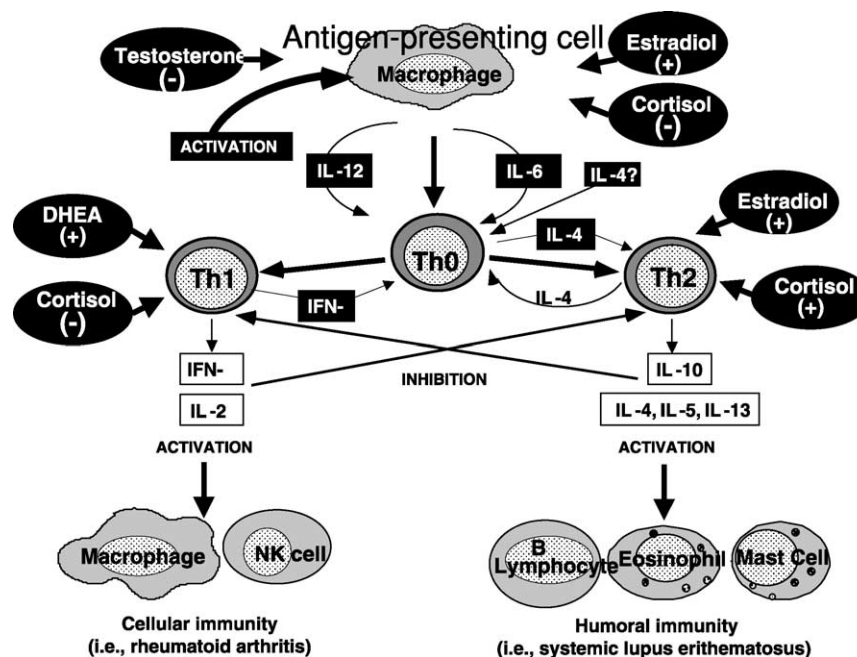 Antigen-presenting cell
Testosterone
(-)
Macrophage
Estradiol
(+)
Cortisol
(-)
ACTIVATION
IL-12
IL-6
IL-4?
DHEA
(+)
Estradiol
(+)
IL-4
Th1
Th0
Th2
Cortisol
(-)
IFN-
IL-4
Cortisol
(+)
IFN-
IL-2
INHIBITION
IL-10
IL-4, IL-5, IL-13
ACTIVATION
ACTIVATION
Macrophage
NK cell
B
Lymphocyte
Eosinophil
Mast Cell
Cellular immunity
(i.e., rheumatoid arthritis)
Humoral immunity
(i.e., systemic lupus erithematosus)